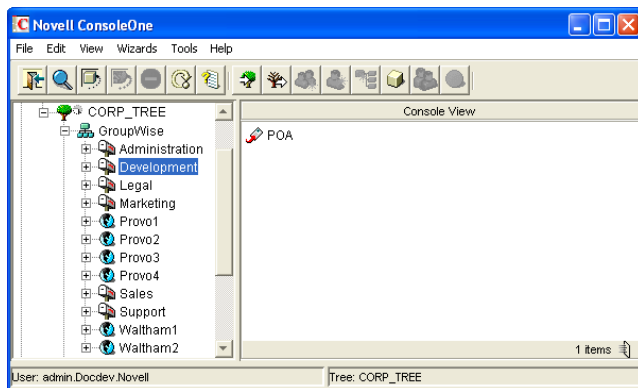 Novell ConsoleOne
File Edit View Wizards Tools Help
CORP_TREE
GroupWise
Administration
Development
Legal
Marketing
Provo1
Provo2
Provo3
Provo4
Sales
Support
Waltham1
Waltham2
Console View
POA
1 items
User: admin.Docdev.Novell
Tree: CORP_TREE